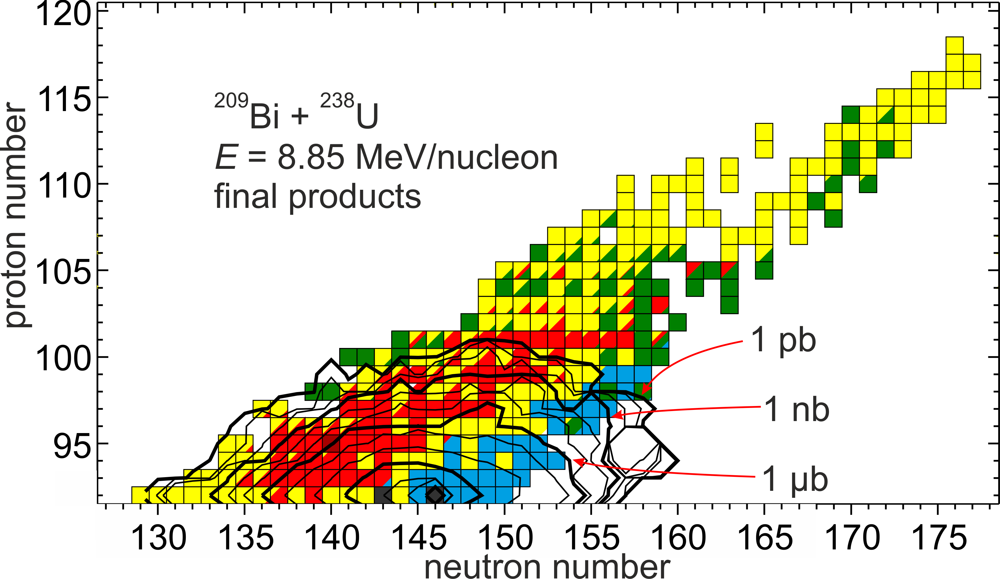 120
115
110
105
100
95
proton number
²⁰⁹Bi + ²³⁸U
E = 8.85 MeV/nucleon
final products
1 pb
1 nb
1 μb
130 135 140 145 150 155 160 165 170 175
neutron number